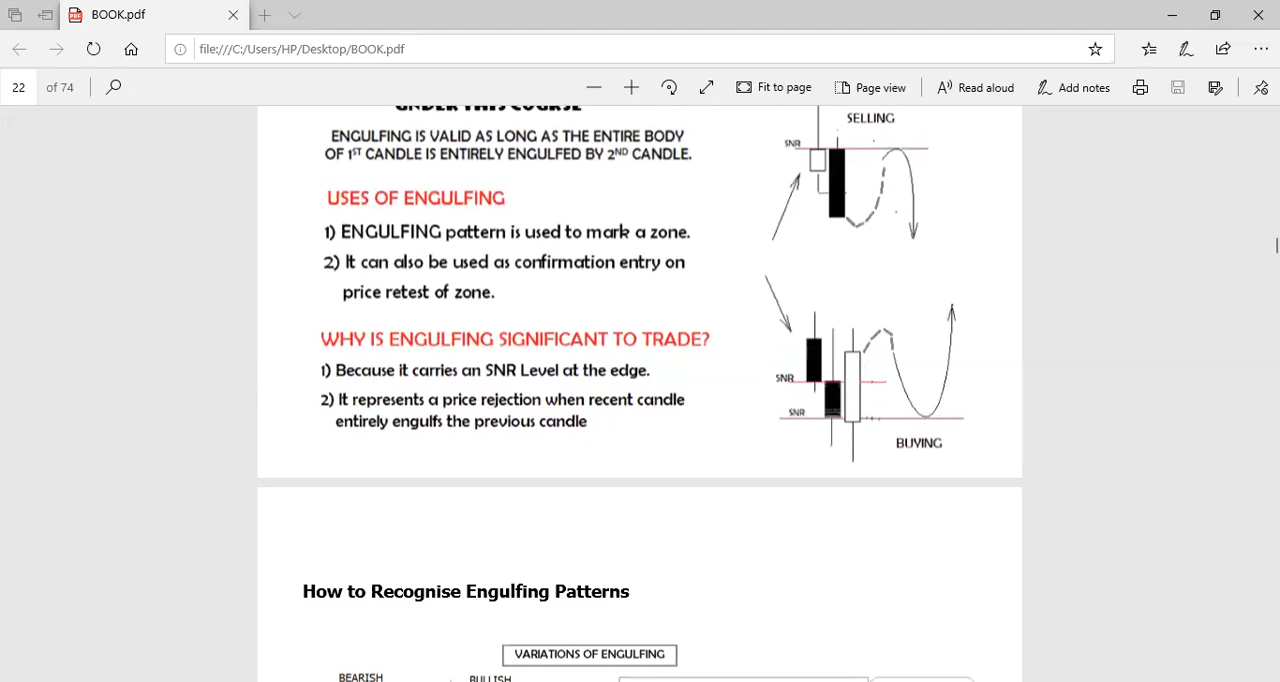 BOOK.pdf
file:///C:/Users/HP/Desktop/BOOK.pdf
22 of 74
Fit to page
Page view
Read aloud
Add notes
UNDER THIS COURSE
ENGULFING IS VALID AS LONG AS THE ENTIRE BODY
OF 1ST CANDLE IS ENTIRELY ENGULFED BY 2ND CANDLE.
USES OF ENGULFING
1) ENGULFING pattern is used to mark a zone.
2) It can also be used as confirmation entry on
price retest of zone.
WHY IS ENGULFING SIGNIFICANT TO TRADE?
1) Because it carries an SNR Level at the edge.
2) It represents a price rejection when recent candle
entirely engulfs the previous candle
SELLING
SNR
SNR
SNR
BUYING
How to Recognise Engulfing Patterns
VARIATIONS OF ENGULFING
BEARISH
BULLISH